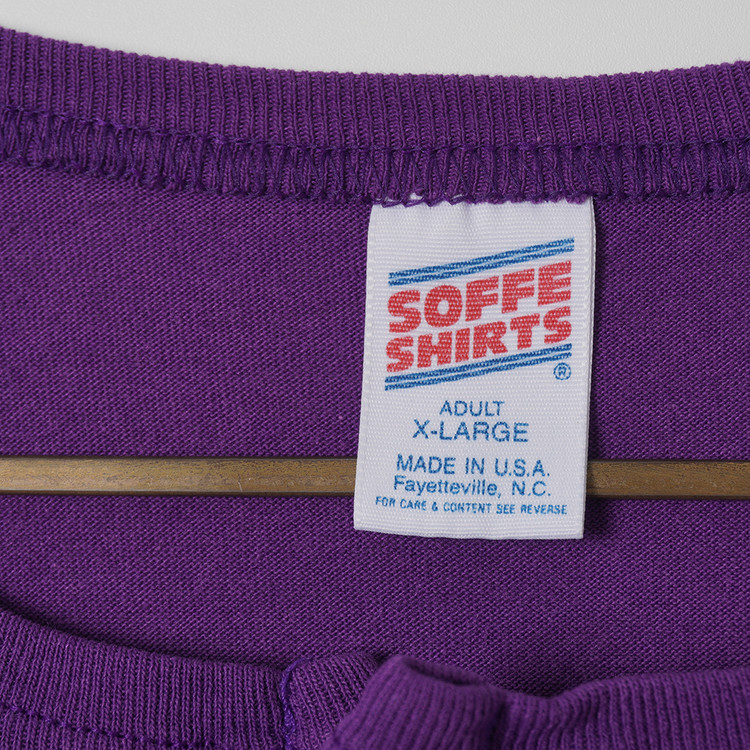 SOFFE
SHIRTS
®
ADULT
X-LARGE
MADE IN U.S.A.
Fayetteville, N.C.
FOR CARE & CONTENT SEE REVERSE